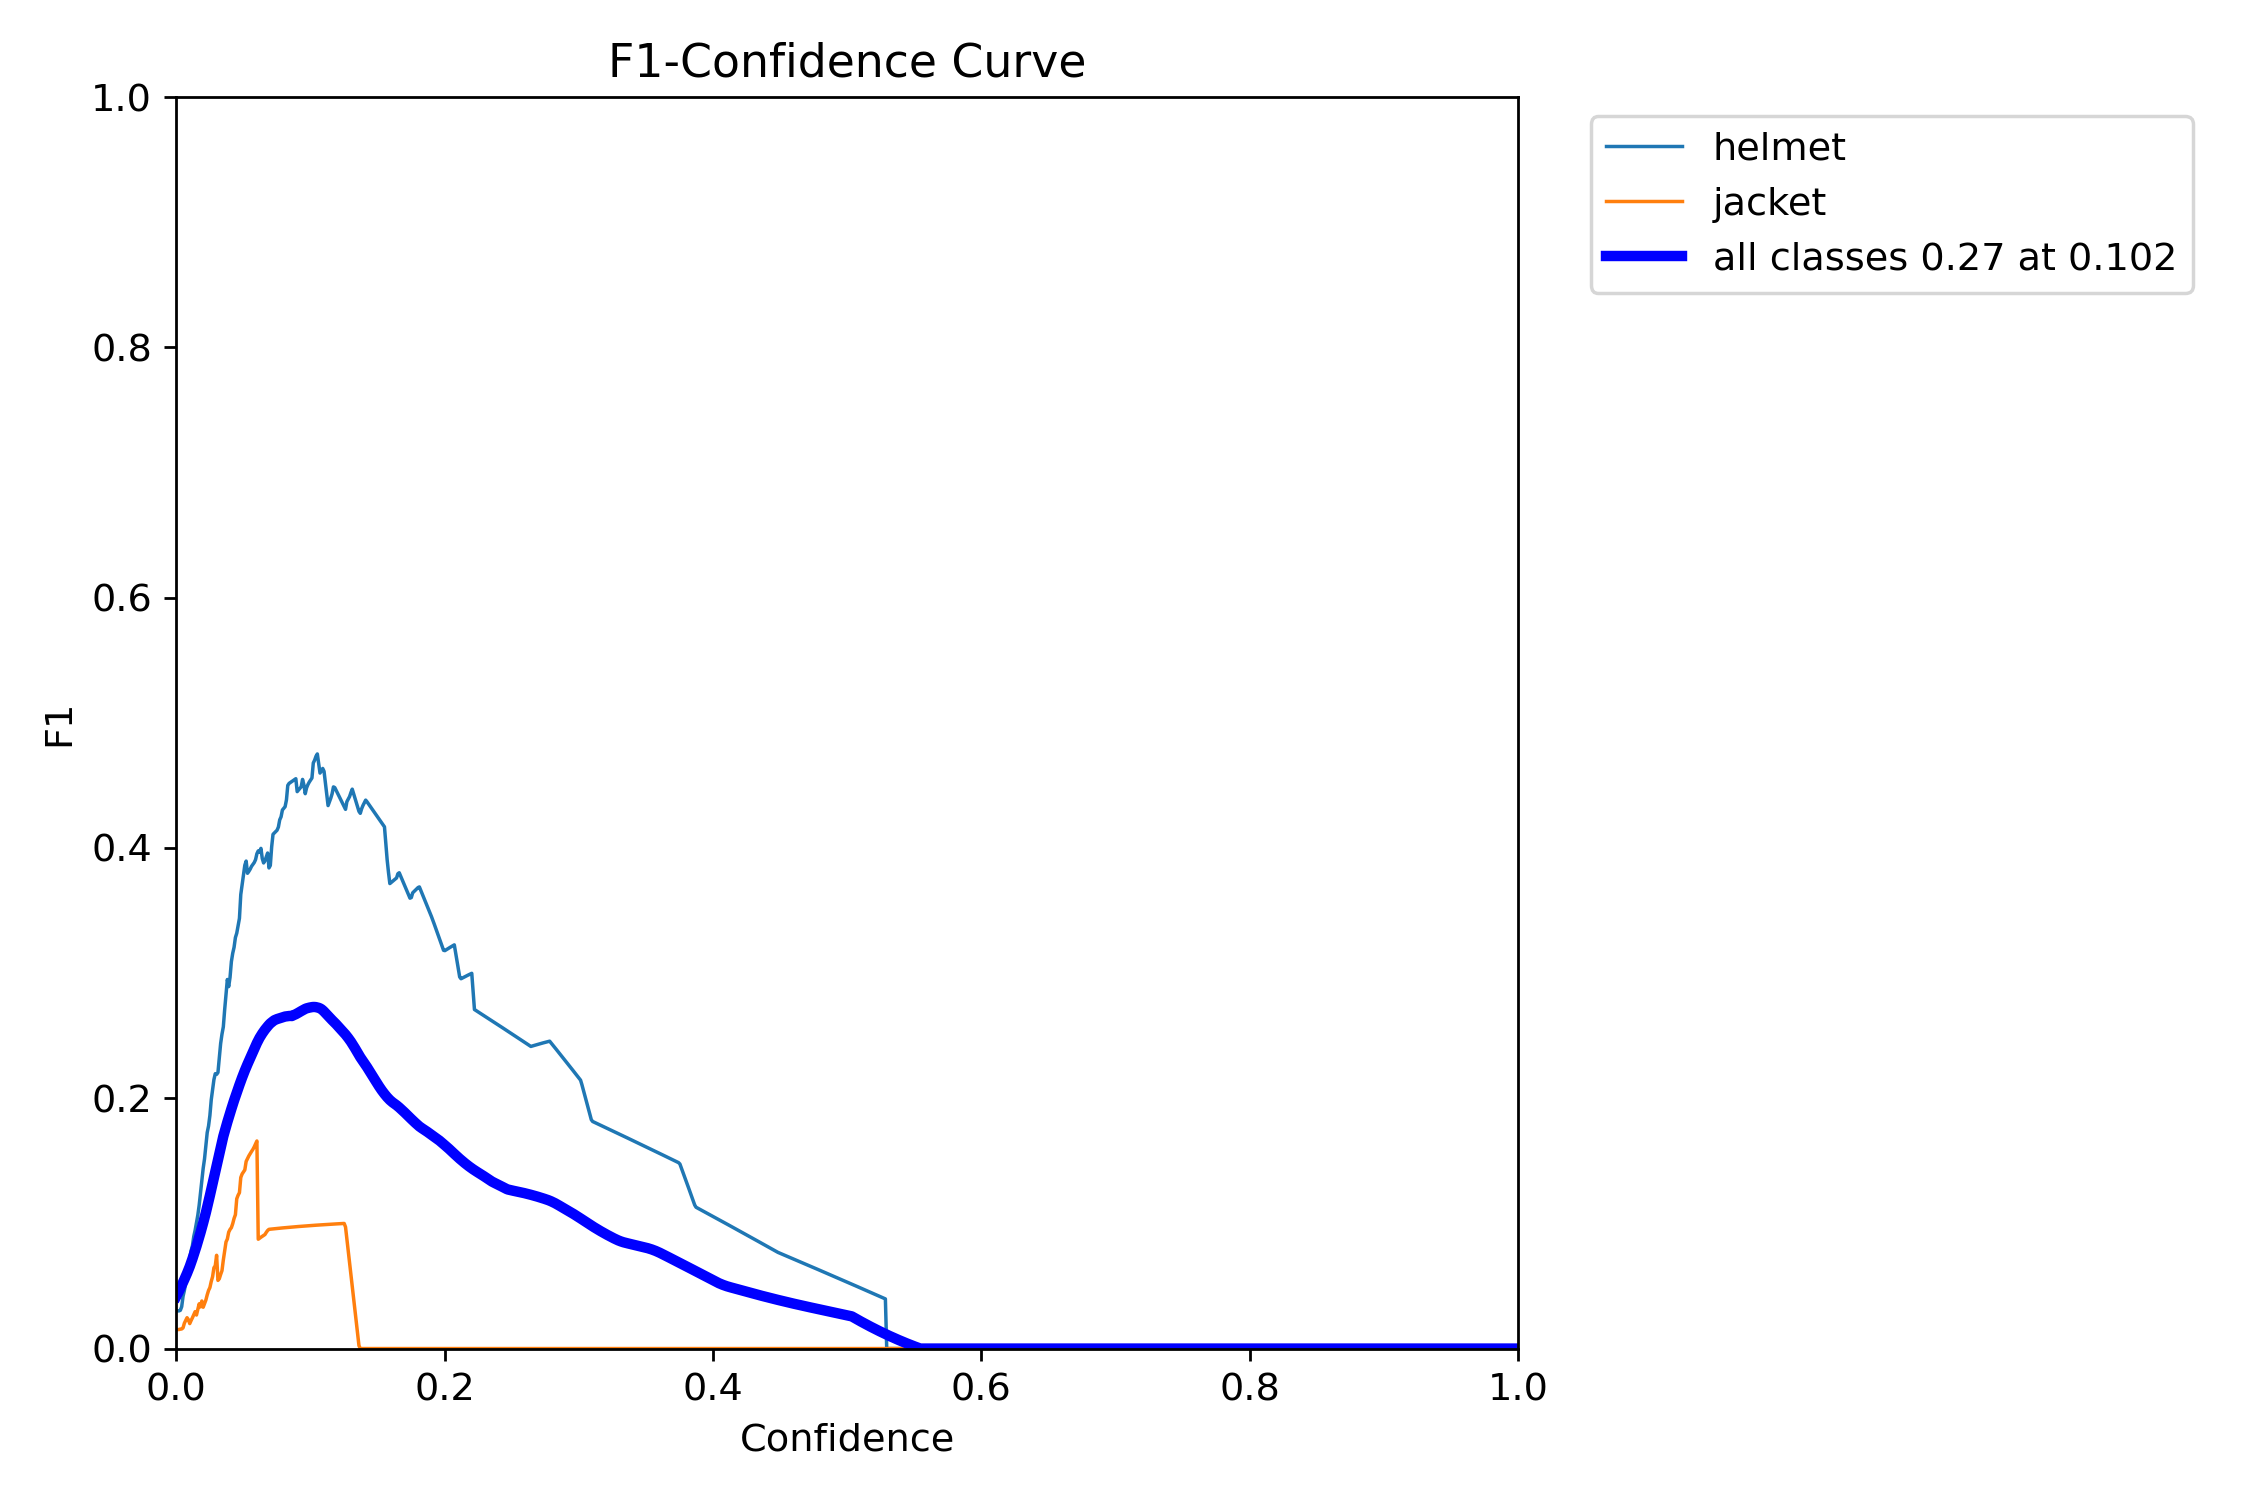 F1-Confidence Curve
1.0
0.8
0.6
0.4
0.2
0.0
F1
0.0 0.2 0.4 0.6 0.8 1.0
Confidence
helmet
jacket
all classes 0.27 at 0.102